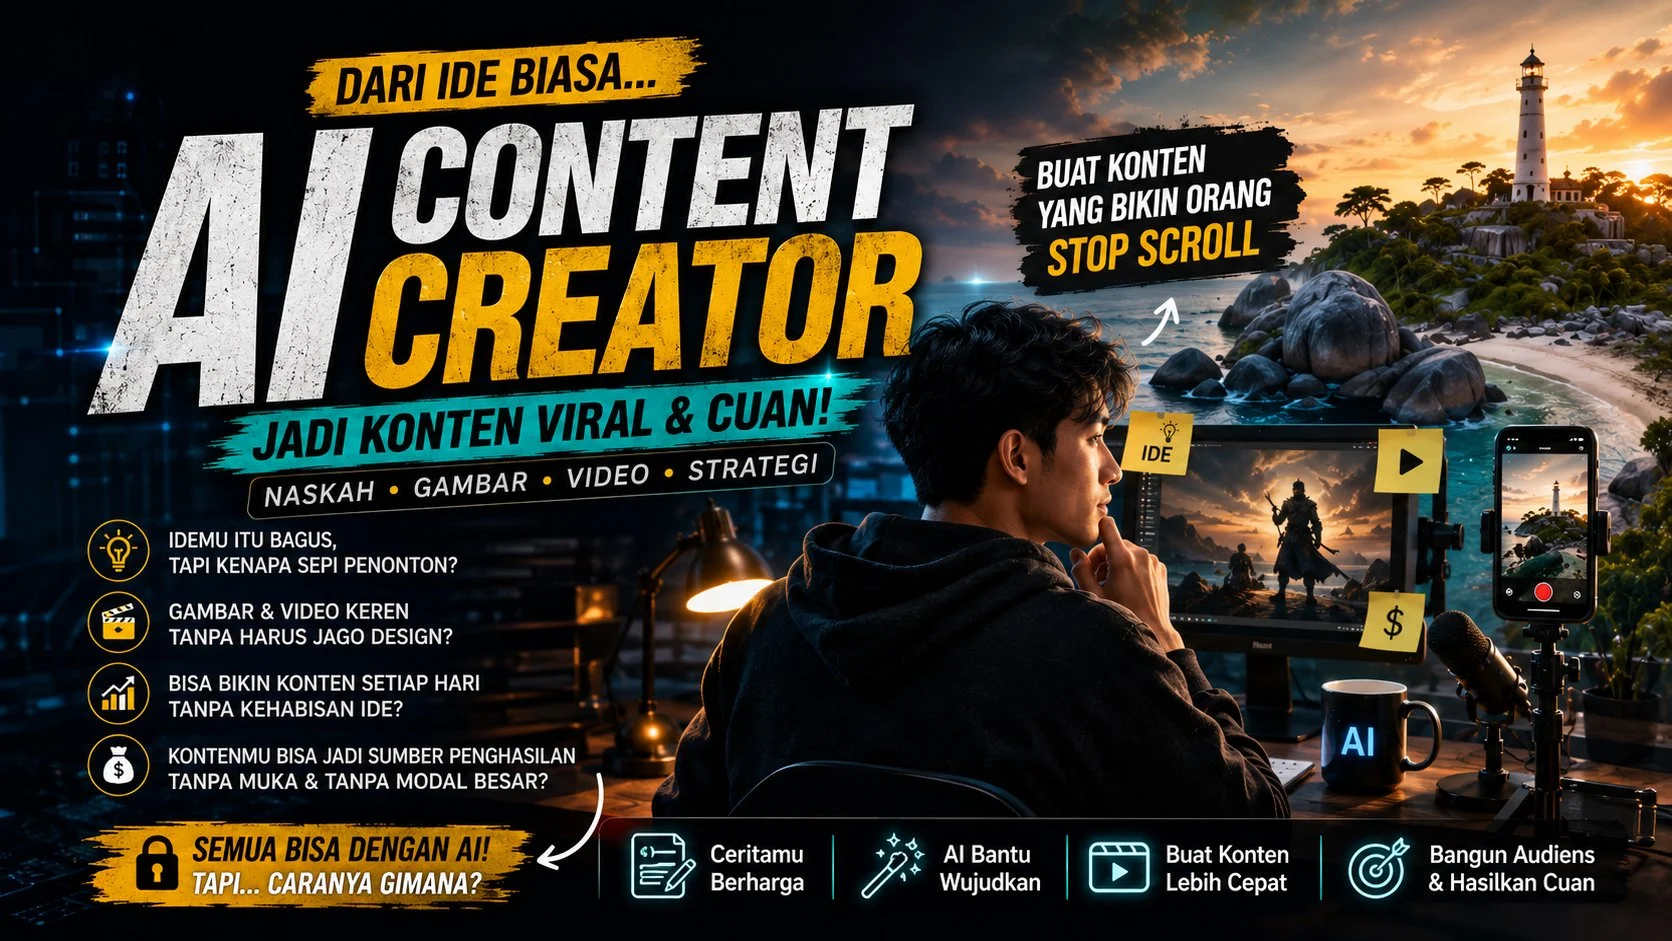 DARI IDE BIASA...
AI CONTENT
CREATOR
JADI KONTEN VIRAL & CUAN!
NASKAH • GAMBAR • VIDEO • STRATEGI
BUAT KONTEN
YANG BIKIN ORANG
STOP SCROLL
IDEMU ITU BAGUS,
TAPI KENAPA SEPI PENONTON?
GAMBAR & VIDEO KEREN
TANPA HARUS JAGO DESIGN?
BISA BIKIN KONTEN SETIAP HARI
TANPA KEHABISAN IDE?
$
KONTENMU BISA JADI SUMBER PENGHASILAN
TANPA MUKA & TANPA MODAL BESAR?
SEMUA BISA DENGAN AI!
TAPI... CARANYA GIMANA?
IDE
$
AI
Ceritamu
Berharga
AI Bantu
Wujudkan
Buat Konten
Lebih Cepat
Bangun Audiens
& Hasilkan Cuan